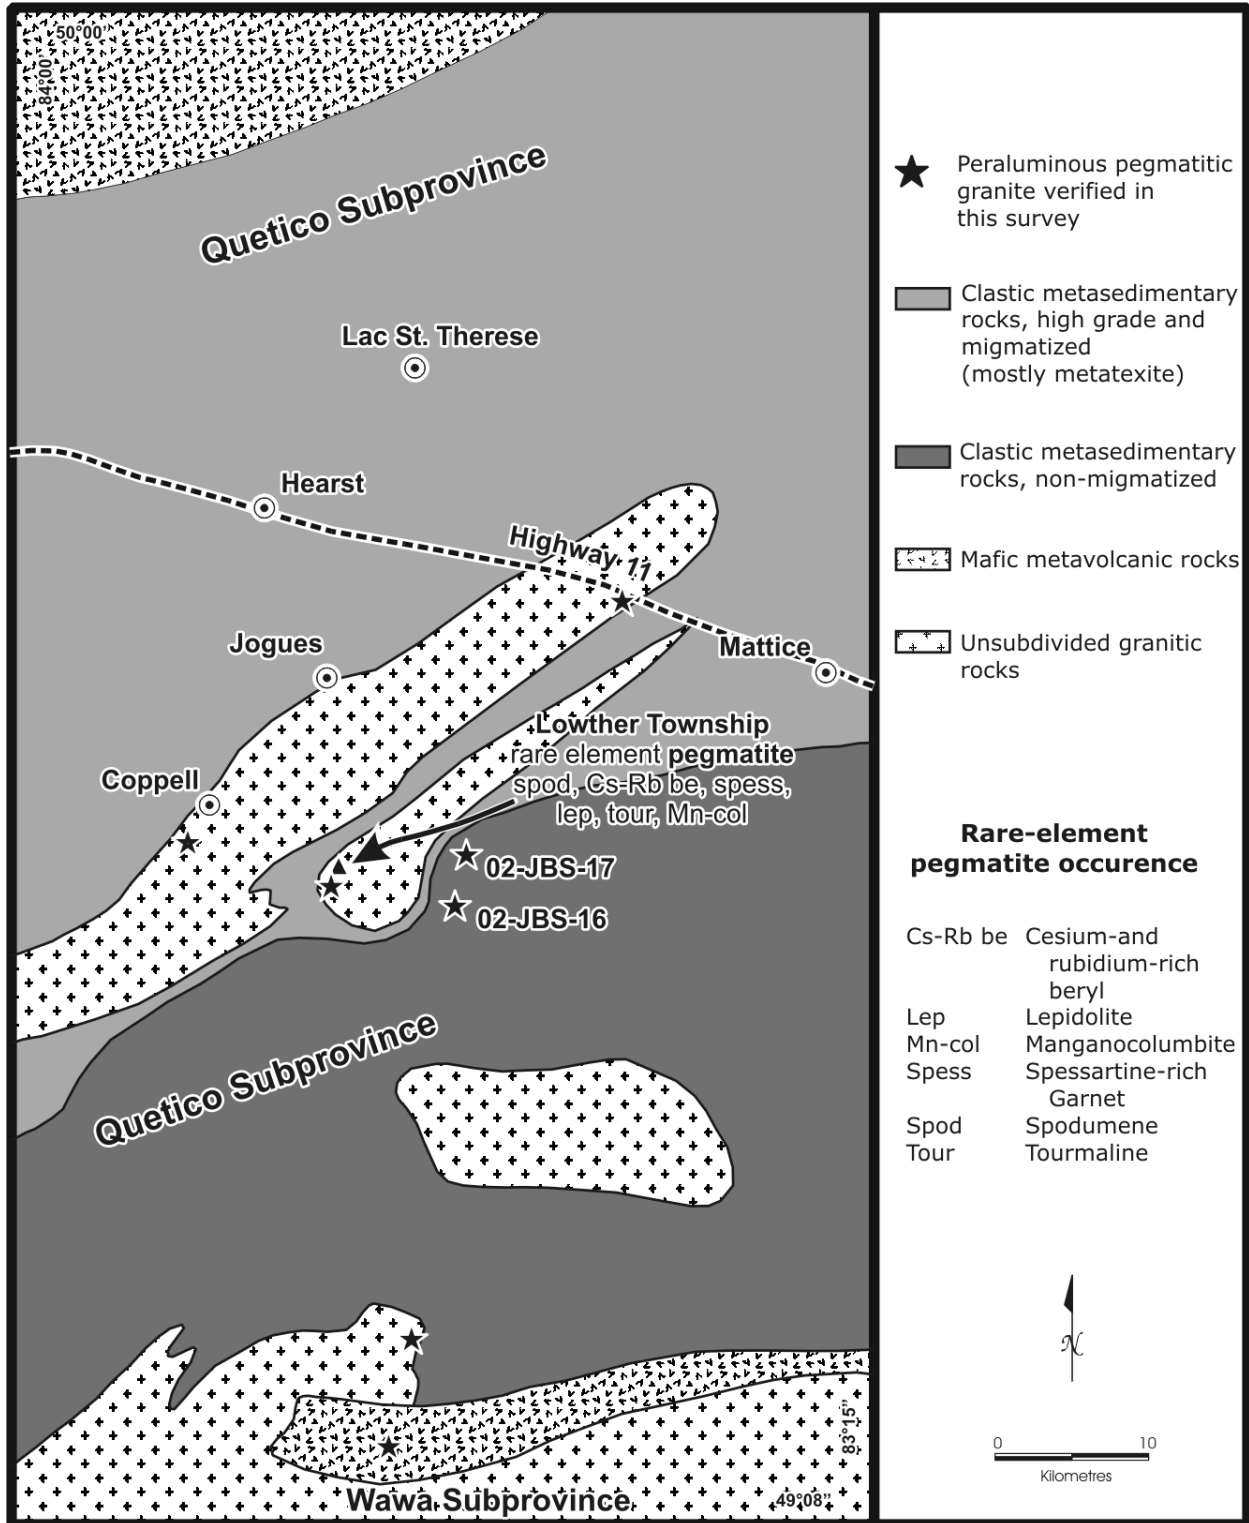 50°00'
84°00'
Quetico Subprovince
Lac St. Therese
Hearst
Highway 11
Jogues
Mattice
Lowther Township
rare element pegmatite
spod, Cs-Rb be, spess,
lep, tour, Mn-col
Coppell
02-JBS-17
02-JBS-16
Quetico Subprovince
83°15"
Wawa Subprovince
49°08"
Peraluminous pegmatitic
granite verified in
this survey
Clastic metasedimentary
rocks, high grade and
migmatized
(mostly metatexite)
Clastic metasedimentary
rocks, non-migmatized
Mafic metavolcanic rocks
Unsubdivided granitic
rocks
Rare-element
pegmatite occurence
Cs-Rb be Cesium-and
rubidium-rich
beryl
Lep Lepidolite
Mn-col Manganocolumbite
Spess Spessartine-rich
Garnet
Spod Spodumene
Tour Tourmaline
N
0 10
Kilometres